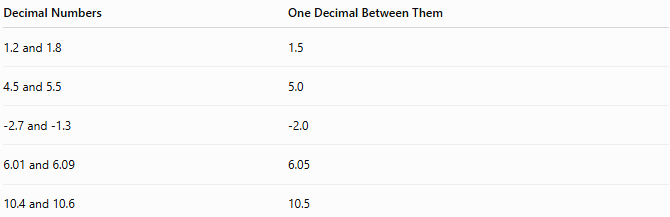 Decimal Numbers One Decimal Between Them
1.2 and 1.8 1.5
4.5 and 5.5 5.0
-2.7 and -1.3 -2.0
6.01 and 6.09 6.05
10.4 and 10.6 10.5